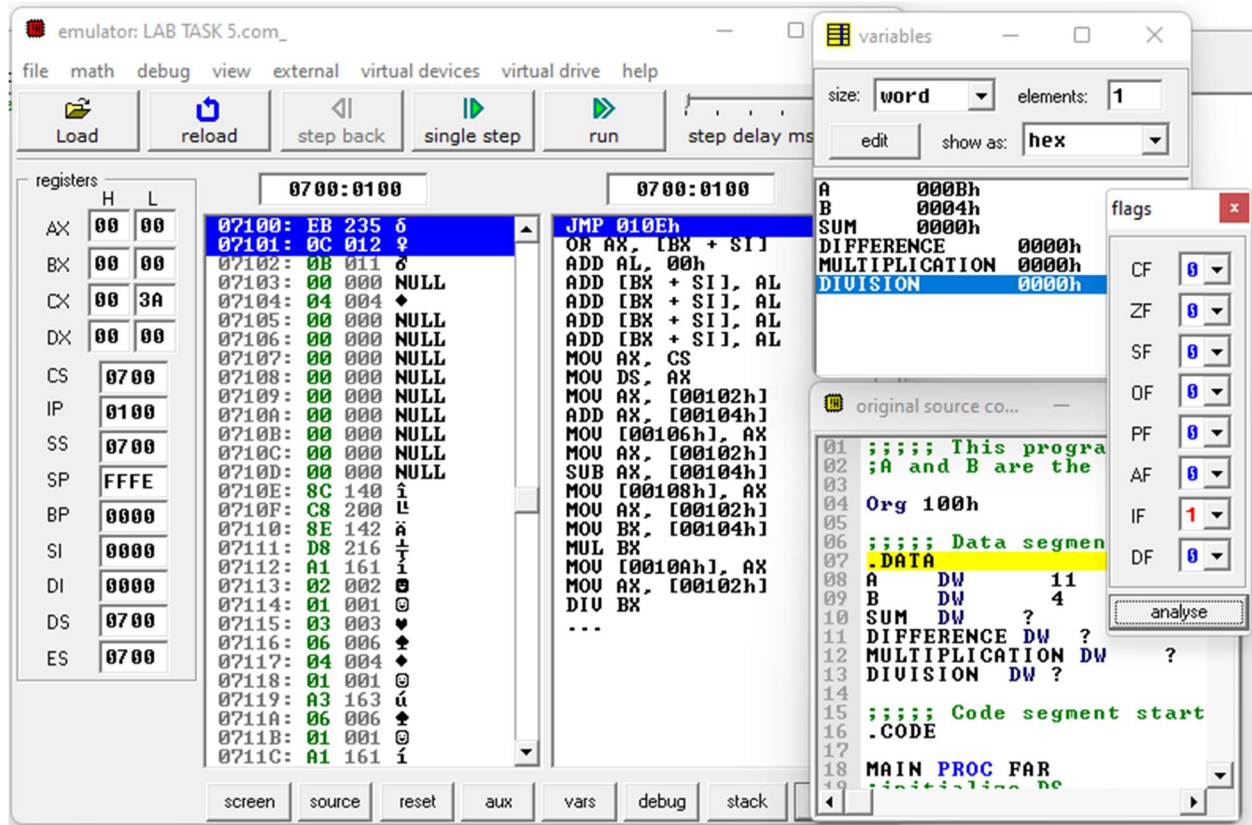 emulator: LAB TASK 5.com_
file math debug view external virtual devices virtual drive help
Load reload step back single step run step delay ms
registers
H L
AX 00 00
BX 00 00
CX 00 3A
DX 00 00
CS 0700
IP 0100
SS 0700
SP FFFE
BP 0000
SI 0000
DI 0000
DS 0700
ES 0700
0700:0100
07100: EB 235 δ
07101: 0C 012 ♀
07102: 0B 011 ♂
07103: 00 000 NULL
07104: 04 004 ♦
07105: 00 000 NULL
07106: 00 000 NULL
07107: 00 000 NULL
07108: 00 000 NULL
07109: 00 000 NULL
0710A: 00 000 NULL
0710B: 00 000 NULL
0710C: 00 000 NULL
0710D: 00 000 NULL
0710E: 8C 140 î
0710F: C8 200 ╚
07110: 8E 142 Ä
07111: D8 216 ╪
07112: A1 161 í
07113: 02 002 ☻
07114: 01 001 ☺
07115: 03 003 ♥
07116: 06 006 ♠
07117: 04 004 ♦
07118: 01 001 ☺
07119: A3 163 ú
0711A: 06 006 ♠
0711B: 01 001 ☺
0711C: A1 161 í
0700:0100
JMP 010Eh
OR AX, [BX + SI]
ADD AL, 00h
ADD [BX + SI], AL
ADD [BX + SI], AL
ADD [BX + SI], AL
ADD [BX + SI], AL
MOV AX, CS
MOV DS, AX
MOV AX, [00102h]
ADD AX, [00104h]
MOV [00106h], AX
MOV AX, [00102h]
SUB AX, [00104h]
MOV [00108h], AX
MOV AX, [00102h]
MOV BX, [00104h]
MUL BX
MOV [0010Ah], AX
MOV AX, [00102h]
DIV BX
...
screen source reset aux vars debug stack
variables
size: word elements: 1
edit show as: hex
A 000Bh
B 0004h
SUM 0000h
DIFFERENCE 0000h
MULTIPLICATION 0000h
DIVISION 0000h
flags
CF 0
ZF 0
SF 0
OF 0
PF 0
AF 0
IF 1
DF 0
analyse
original source co...
01 ;;;;; This progra
02 ;A and B are the
03
04 Org 100h
05
06 ;;;;; Data segmen
07 .DATA
08 A DW 11
09 B DW 4
10 SUM DW ?
11 DIFFERENCE DW ?
12 MULTIPLICATION DW ?
13 DIVISION DW ?
14
15 ;;;;; Code segment start
16 .CODE
17
18 MAIN PROC FAR